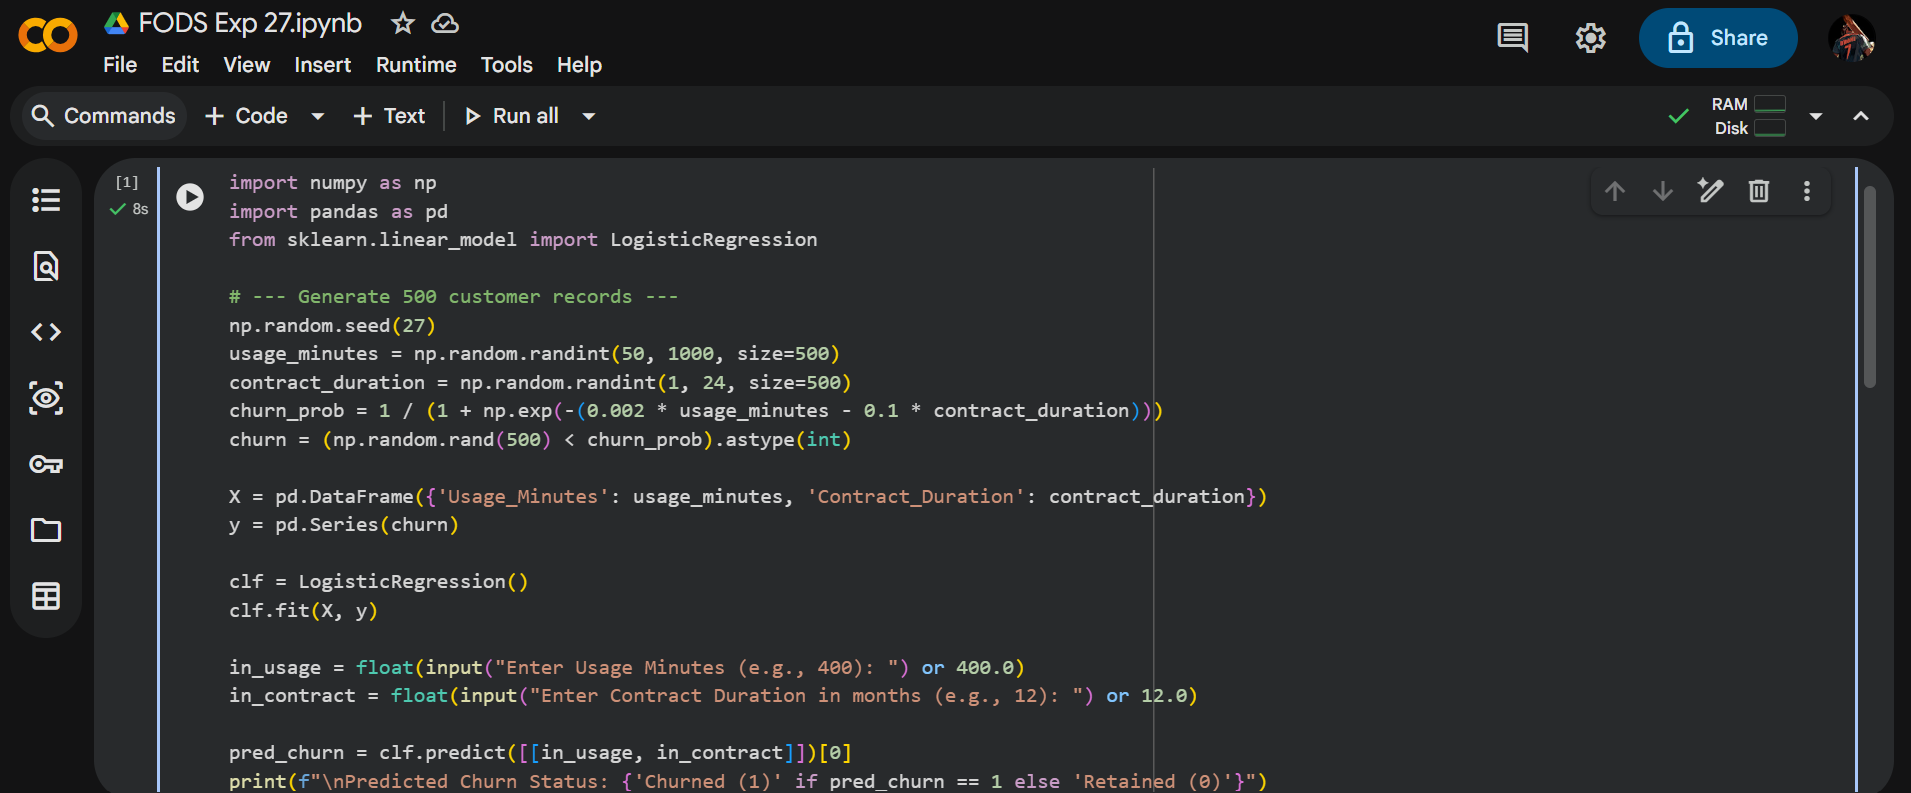 FODS Exp 27.ipynb
File Edit View Insert Runtime Tools Help
Share
Commands + Code + Text Run all
RAM
Disk
[1]
8s
import numpy as np
import pandas as pd
from sklearn.linear_model import LogisticRegression
# --- Generate 500 customer records ---
np.random.seed(27)
usage_minutes = np.random.randint(50, 1000, size=500)
contract_duration = np.random.randint(1, 24, size=500)
churn_prob = 1 / (1 + np.exp(-(0.002 * usage_minutes - 0.1 * contract_duration)))
churn = (np.random.rand(500) < churn_prob).astype(int)
X = pd.DataFrame({'Usage_Minutes': usage_minutes, 'Contract_Duration': contract_duration})
y = pd.Series(churn)
clf = LogisticRegression()
clf.fit(X, y)
in_usage = float(input("Enter Usage Minutes (e.g., 400): ") or 400.0)
in_contract = float(input("Enter Contract Duration in months (e.g., 12): ") or 12.0)
pred_churn = clf.predict([[in_usage, in_contract]])[0]
print(f"\nPredicted Churn Status: {'Churned (1)' if pred_churn == 1 else 'Retained (0)'}")